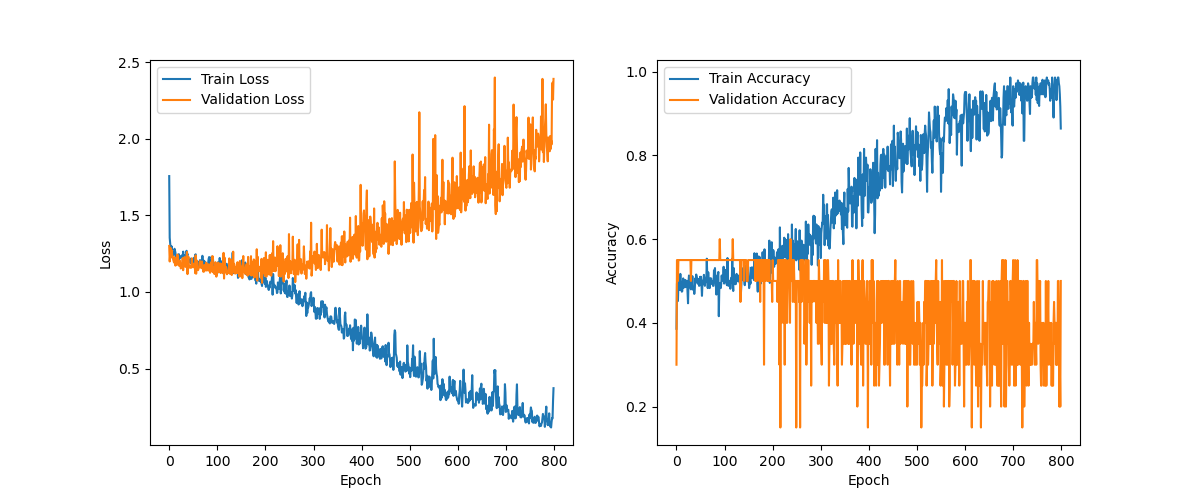 Train Loss
Validation Loss
Loss
2.5
2.0
1.5
1.0
0.5
0 100 200 300 400 500 600 700 800
Epoch
Train Accuracy
Validation Accuracy
Accuracy
1.0
0.8
0.6
0.4
0.2
0 100 200 300 400 500 600 700 800
Epoch